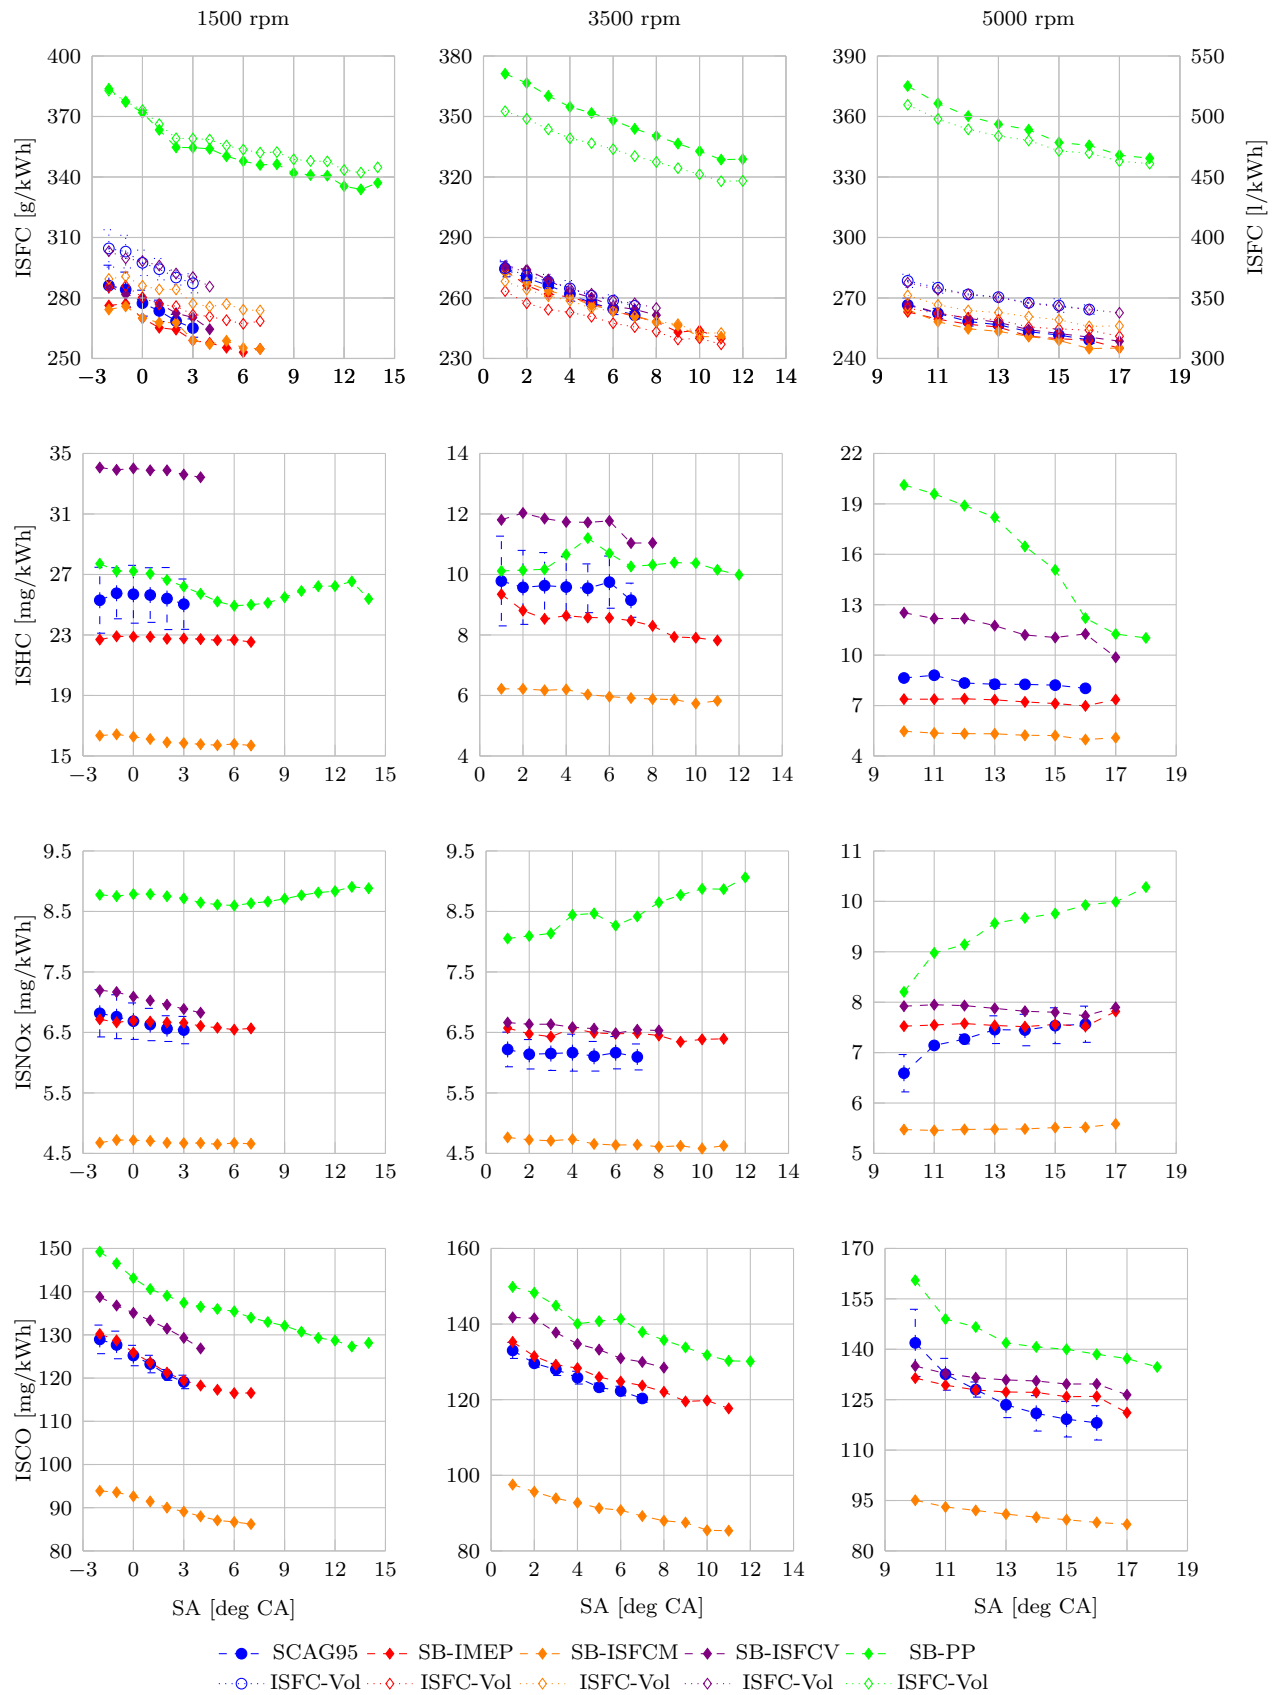 1500 rpm 3500 rpm 5000 rpm
ISFC [g/kWh]
400 370 340 310 280 250
−3 0 3 6 9 12 15
380 350 320 290 260 230
0 2 4 6 8 10 12 14
390 360 330 300 270 240
9 11 13 15 17 19
550 500 450 400 350 300
ISFC [l/kWh]
ISHC [mg/kWh]
35 31 27 23 19 15
−3 0 3 6 9 12 15
14 12 10 8 6 4
0 2 4 6 8 10 12 14
22 19 16 13 10 7 4
9 11 13 15 17 19
ISNOx [mg/kWh]
9.5 8.5 7.5 6.5 5.5 4.5
−3 0 3 6 9 12 15
9.5 8.5 7.5 6.5 5.5 4.5
0 2 4 6 8 10 12 14
11 10 9 8 7 6 5
9 11 13 15 17 19
ISCO [mg/kWh]
150 140 130 120 110 100 90 80
−3 0 3 6 9 12 15
160 140 120 100 80
0 2 4 6 8 10 12 14
170 155 140 125 110 95 80
9 11 13 15 17 19
SA [deg CA] SA [deg CA] SA [deg CA]
SCAG95 SB-IMEP SB-ISFCM SB-ISFCV SB-PP
ISFC-Vol ISFC-Vol ISFC-Vol ISFC-Vol ISFC-Vol